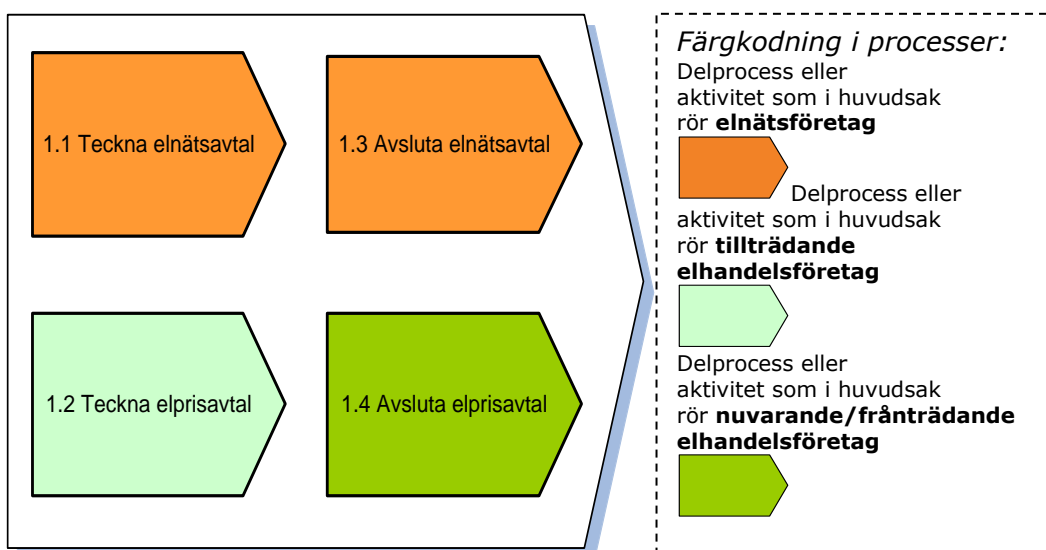 1.1 Teckna elnätsavtal
1.3 Avsluta elnätsavtal
1.2 Teckna elprisavtal
1.4 Avsluta elprisavtal
Färgkodning i processer:
Delprocess eller
aktivitet som i huvudsak
rör elnätsföretag
Delprocess eller
aktivitet som i huvudsak
rör tillträdande
elhandelsföretag
Delprocess eller
aktivitet som i huvudsak
rör nuvarande/frånträdande
elhandelsföretag